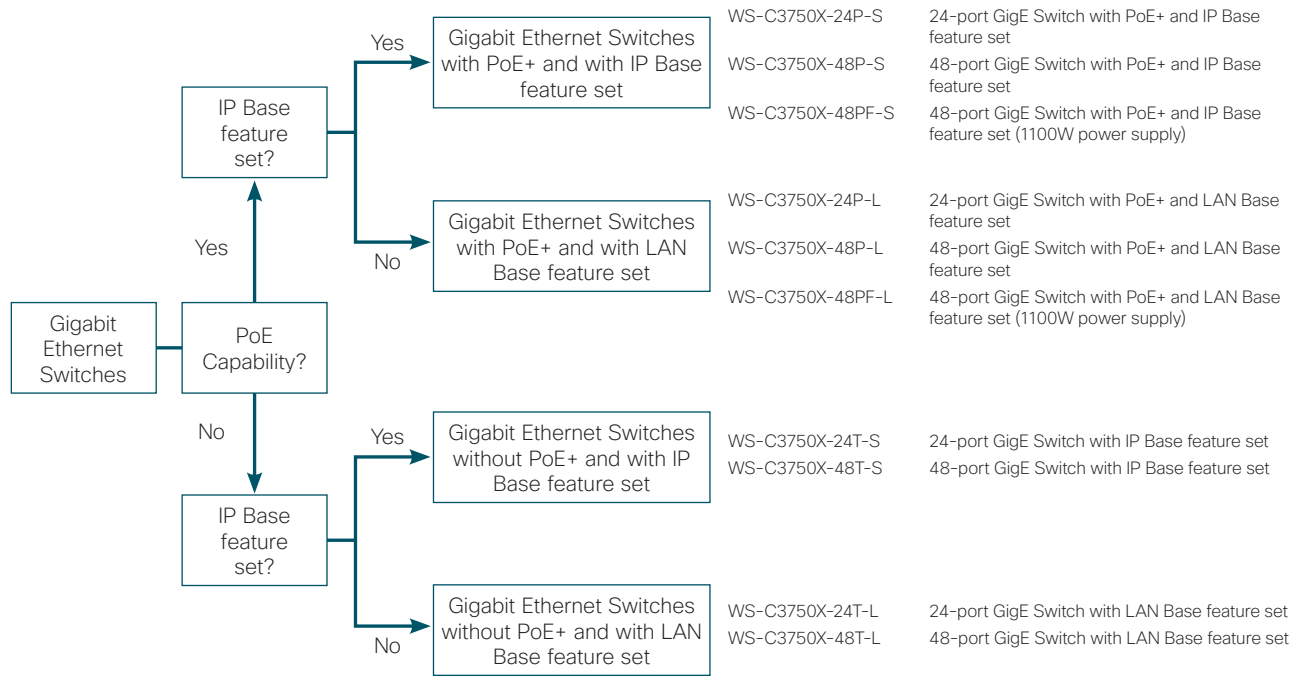 Gigabit
Ethernet
Switches
PoE
Capability?
Yes
No
IP Base
feature
set?
Yes
No
Gigabit Ethernet Switches
with PoE+ and with IP Base
feature set
WS-C3750X-24P-S 24-port GigE Switch with PoE+ and IP Base
feature set
WS-C3750X-48P-S 48-port GigE Switch with PoE+ and IP Base
feature set
WS-C3750X-48PF-S 48-port GigE Switch with PoE+ and IP Base
feature set (1100W power supply)
Gigabit Ethernet Switches
with PoE+ and with LAN
Base feature set
WS-C3750X-24P-L 24-port GigE Switch with PoE+ and LAN Base
feature set
WS-C3750X-48P-L 48-port GigE Switch with PoE+ and LAN Base
feature set
WS-C3750X-48PF-L 48-port GigE Switch with PoE+ and LAN Base
feature set (1100W power supply)
IP Base
feature
set?
Yes
No
Gigabit Ethernet Switches
without PoE+ and with IP
Base feature set
WS-C3750X-24T-S 24-port GigE Switch with IP Base feature set
WS-C3750X-48T-S 48-port GigE Switch with IP Base feature set
Gigabit Ethernet Switches
without PoE+ and with LAN
Base feature set
WS-C3750X-24T-L 24-port GigE Switch with LAN Base feature set
WS-C3750X-48T-L 48-port GigE Switch with LAN Base feature set